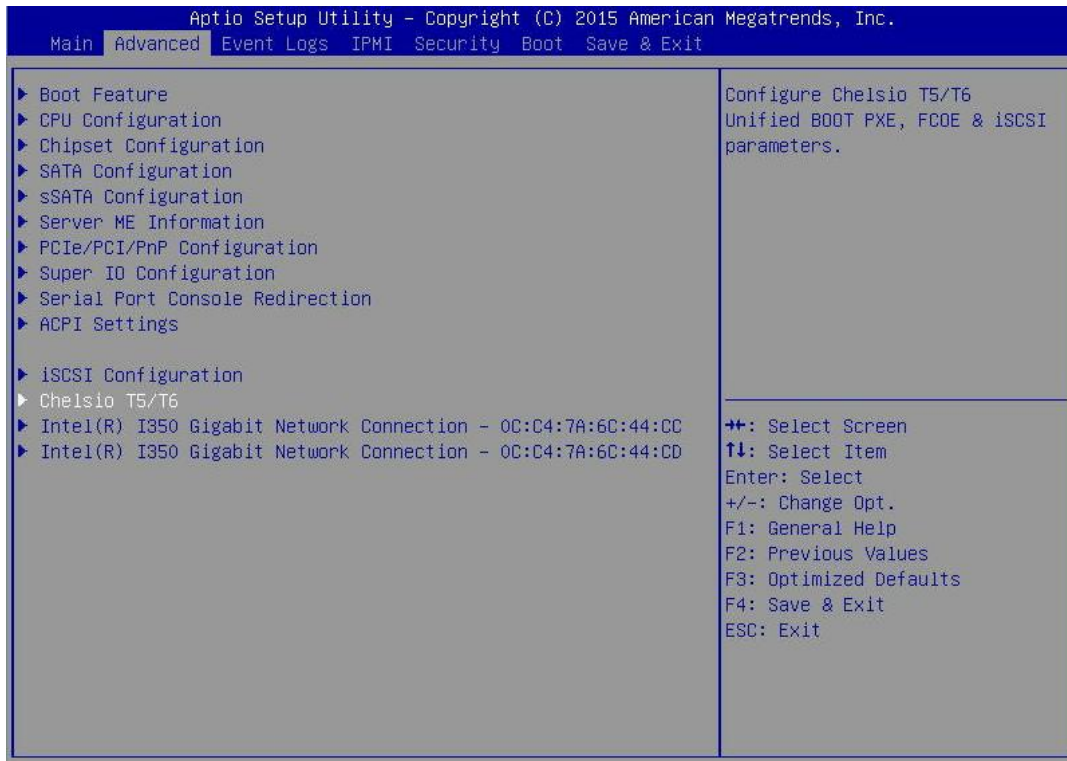 Aptio Setup Utility – Copyright (C) 2015 American Megatrends, Inc.
Main Advanced Event Logs IPMI Security Boot Save & Exit
▶ Boot Feature
▶ CPU Configuration
▶ Chipset Configuration
▶ SATA Configuration
▶ sSATA Configuration
▶ Server ME Information
▶ PCIe/PCI/PnP Configuration
▶ Super IO Configuration
▶ Serial Port Console Redirection
▶ ACPI Settings
▶ iSCSI Configuration
▶ Chelsio T5/T6
▶ Intel(R) I350 Gigabit Network Connection – 0C:C4:7A:6C:44:CC
▶ Intel(R) I350 Gigabit Network Connection – 0C:C4:7A:6C:44:CD
Configure Chelsio T5/T6
Unified BOOT PXE, FCOE & iSCSI
parameters.
→←: Select Screen
↑↓: Select Item
Enter: Select
+/-: Change Opt.
F1: General Help
F2: Previous Values
F3: Optimized Defaults
F4: Save & Exit
ESC: Exit